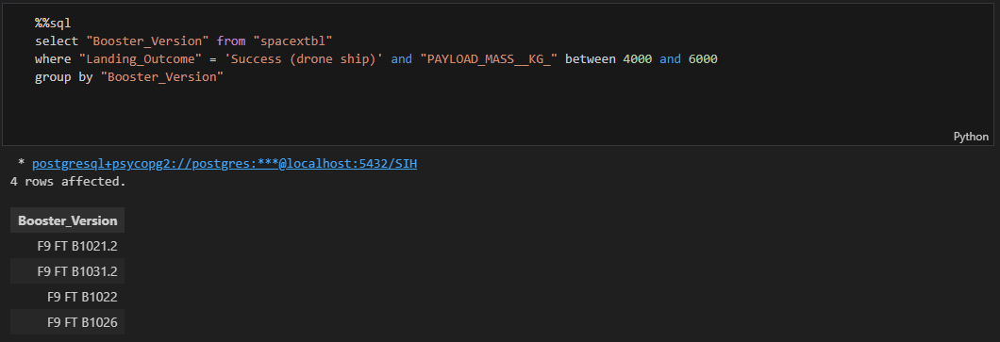 %%sql
select "Booster_Version" from "spacextbl"
where "Landing_Outcome" = 'Success (drone ship)' and "PAYLOAD_MASS__KG_" between 4000 and 6000
group by "Booster_Version"
Python
* postgresql+psycopg2://postgres:***@localhost:5432/SIH
4 rows affected.
Booster_Version
F9 FT B1021.2
F9 FT B1031.2
F9 FT B1022
F9 FT B1026